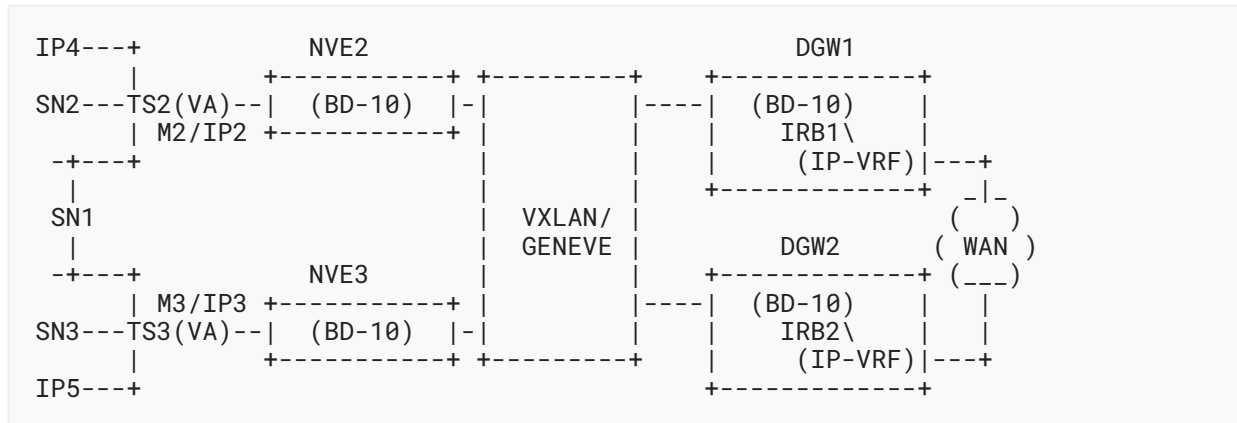 IP4---+           NVE2                            DGW1
      |       +-----------+ +---------+    +-------------+
SN2---TS2(VA)--|  (BD-10)  |-|         |----|  (BD-10)    |
      | M2/IP2 +-----------+ |         |    |    IRB1\    |
 -+---+                      |         |    |     (IP-VRF)|---+
  |                          |         |    +-------------+  _|_
 SN1                         |  VXLAN/ |                    (   )
  |                          |  GENEVE |         DGW2      ( WAN )
 -+---+           NVE3       |         |    +-------------+ (___)
      | M3/IP3 +-----------+ |         |----|  (BD-10)    |   |
SN3---TS3(VA)--|  (BD-10)  |-|         |    |    IRB2\    |   |
      |       +-----------+ +---------+    |     (IP-VRF)|---+
IP5---+                                    +-------------+